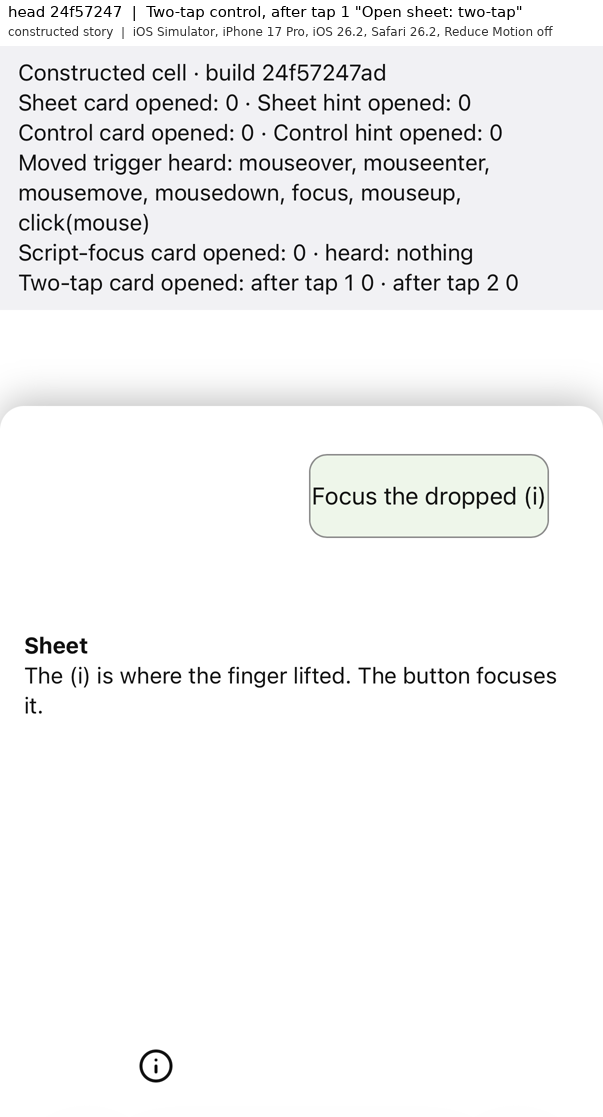 head 24f57247 | Two-tap control, after tap 1 "Open sheet: two-tap"
constructed story | iOS Simulator, iPhone 17 Pro, iOS 26.2, Safari 26.2, Reduce Motion off
Constructed cell · build 24f57247ad
Sheet card opened: 0 · Sheet hint opened: 0
Control card opened: 0 · Control hint opened: 0
Moved trigger heard: mouseover, mouseenter,
mousemove, mousedown, focus, mouseup,
click(mouse)
Script-focus card opened: 0 · heard: nothing
Two-tap card opened: after tap 1 0 · after tap 2 0
Focus the dropped (i)
Sheet
The (i) is where the finger lifted. The button focuses
it.